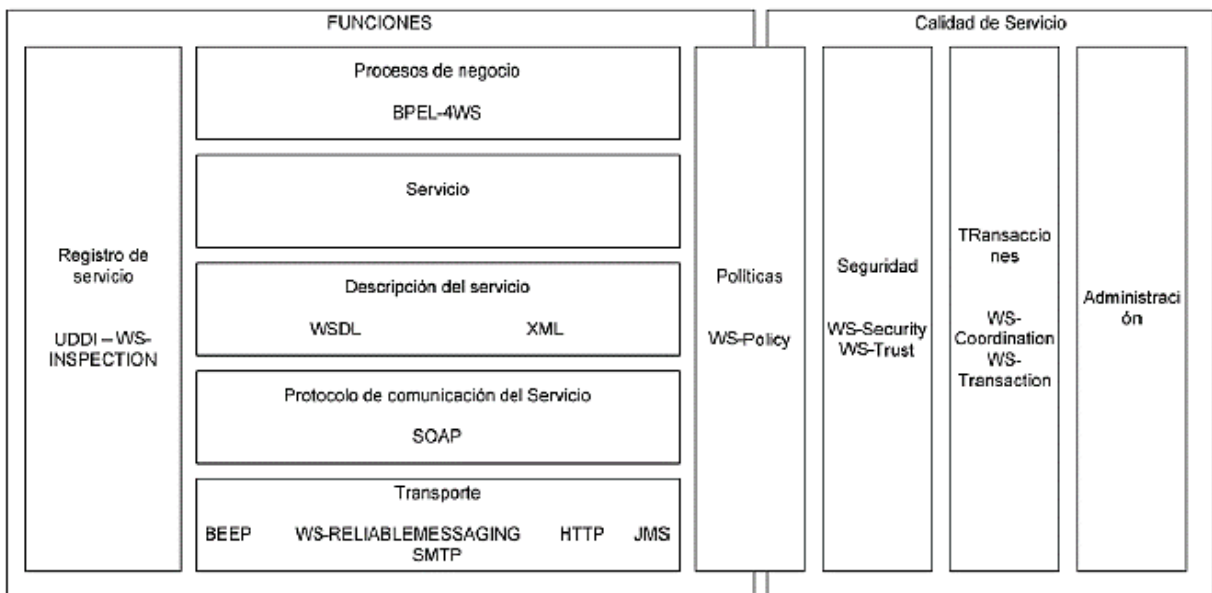 FUNCIONES
Calidad de Servicio
Registro de
servicio
UDDI – WS-
INSPECTION
Procesos de negocio
BPEL-4WS
Servicio
Descripción del servicio
WSDL XML
Protocolo de comunicación del Servicio
SOAP
Transporte
BEEP WS-RELIABLEMESSAGING HTTP JMS
SMTP
Políticas
WS-Policy
Seguridad
WS-Security
WS-Trust
TRansaccio
nes
WS-
Coordination
WS-
Transaction
Administraci
ón